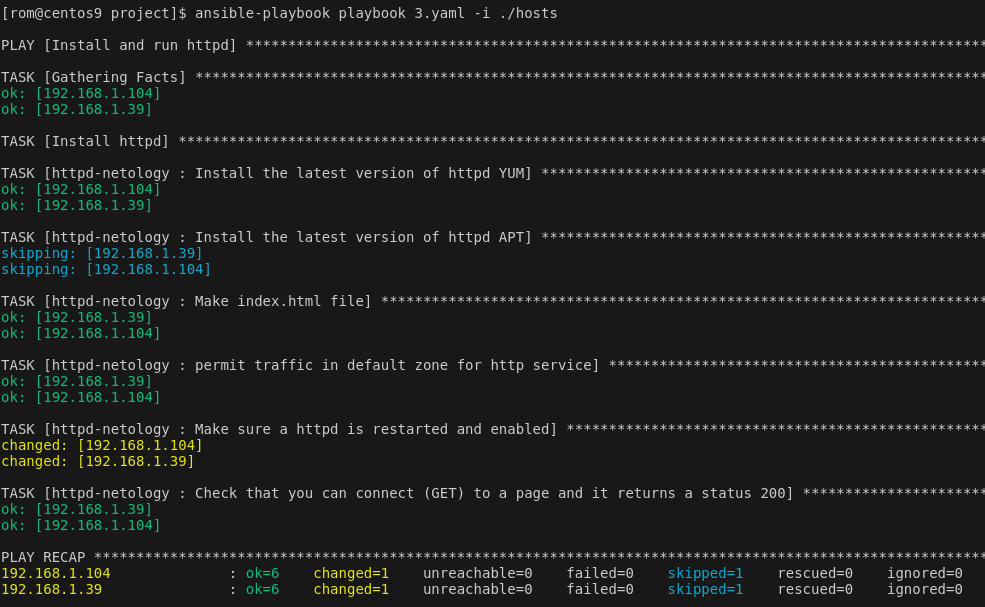 [rom@centos9 project]$ ansible-playbook playbook 3.yaml -i ./hosts
PLAY [Install and run httpd] ****************************************************************************************
TASK [Gathering Facts] **********************************************************************************************
ok: [192.168.1.104]
ok: [192.168.1.39]
TASK [Install httpd] ************************************************************************************************
TASK [httpd-netology : Install the latest version of httpd YUM] *****************************************************
ok: [192.168.1.104]
ok: [192.168.1.39]
TASK [httpd-netology : Install the latest version of httpd APT] *****************************************************
skipping: [192.168.1.39]
skipping: [192.168.1.104]
TASK [httpd-netology : Make index.html file] ************************************************************************
ok: [192.168.1.39]
ok: [192.168.1.104]
TASK [httpd-netology : permit traffic in default zone for http service] *********************************************
ok: [192.168.1.39]
ok: [192.168.1.104]
TASK [httpd-netology : Make sure a httpd is restarted and enabled] **************************************************
changed: [192.168.1.104]
changed: [192.168.1.39]
TASK [httpd-netology : Check that you can connect (GET) to a page and it returns a status 200] **********************
ok: [192.168.1.39]
ok: [192.168.1.104]
PLAY RECAP **********************************************************************************************************
192.168.1.104 : ok=6 changed=1 unreachable=0 failed=0 skipped=1 rescued=0 ignored=0
192.168.1.39 : ok=6 changed=1 unreachable=0 failed=0 skipped=1 rescued=0 ignored=0